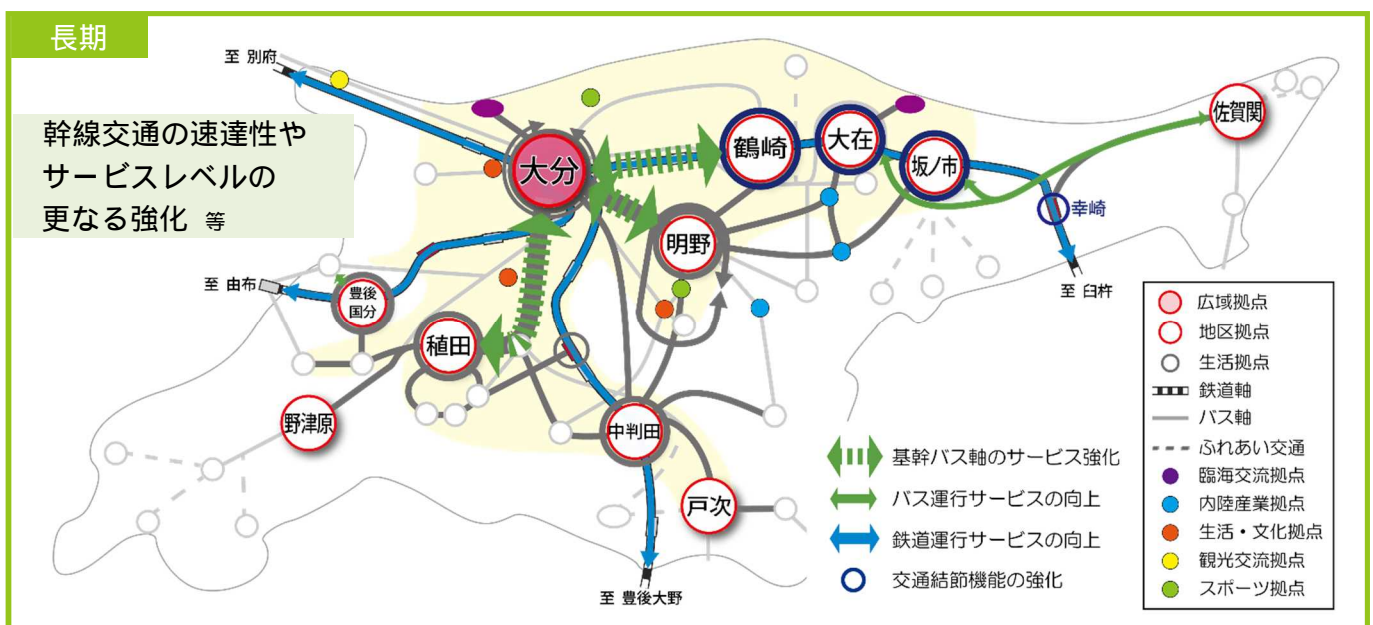 長期
至 別府
幹線交通の速達性や
サービスレベルの
更なる強化 等
大分
鶴崎
大在
坂ノ市
佐賀関
幸崎
明野
至 臼杵
至 由布
豊後
国分
稙田
野津原
中判田
戸次
至 豊後大野
基幹バス軸のサービス強化
バス運行サービスの向上
鉄道運行サービスの向上
交通結節機能の強化
広域拠点
地区拠点
生活拠点
鉄道軸
バス軸
ふれあい交通
臨海交流拠点
内陸産業拠点
生活・文化拠点
観光交流拠点
スポーツ拠点